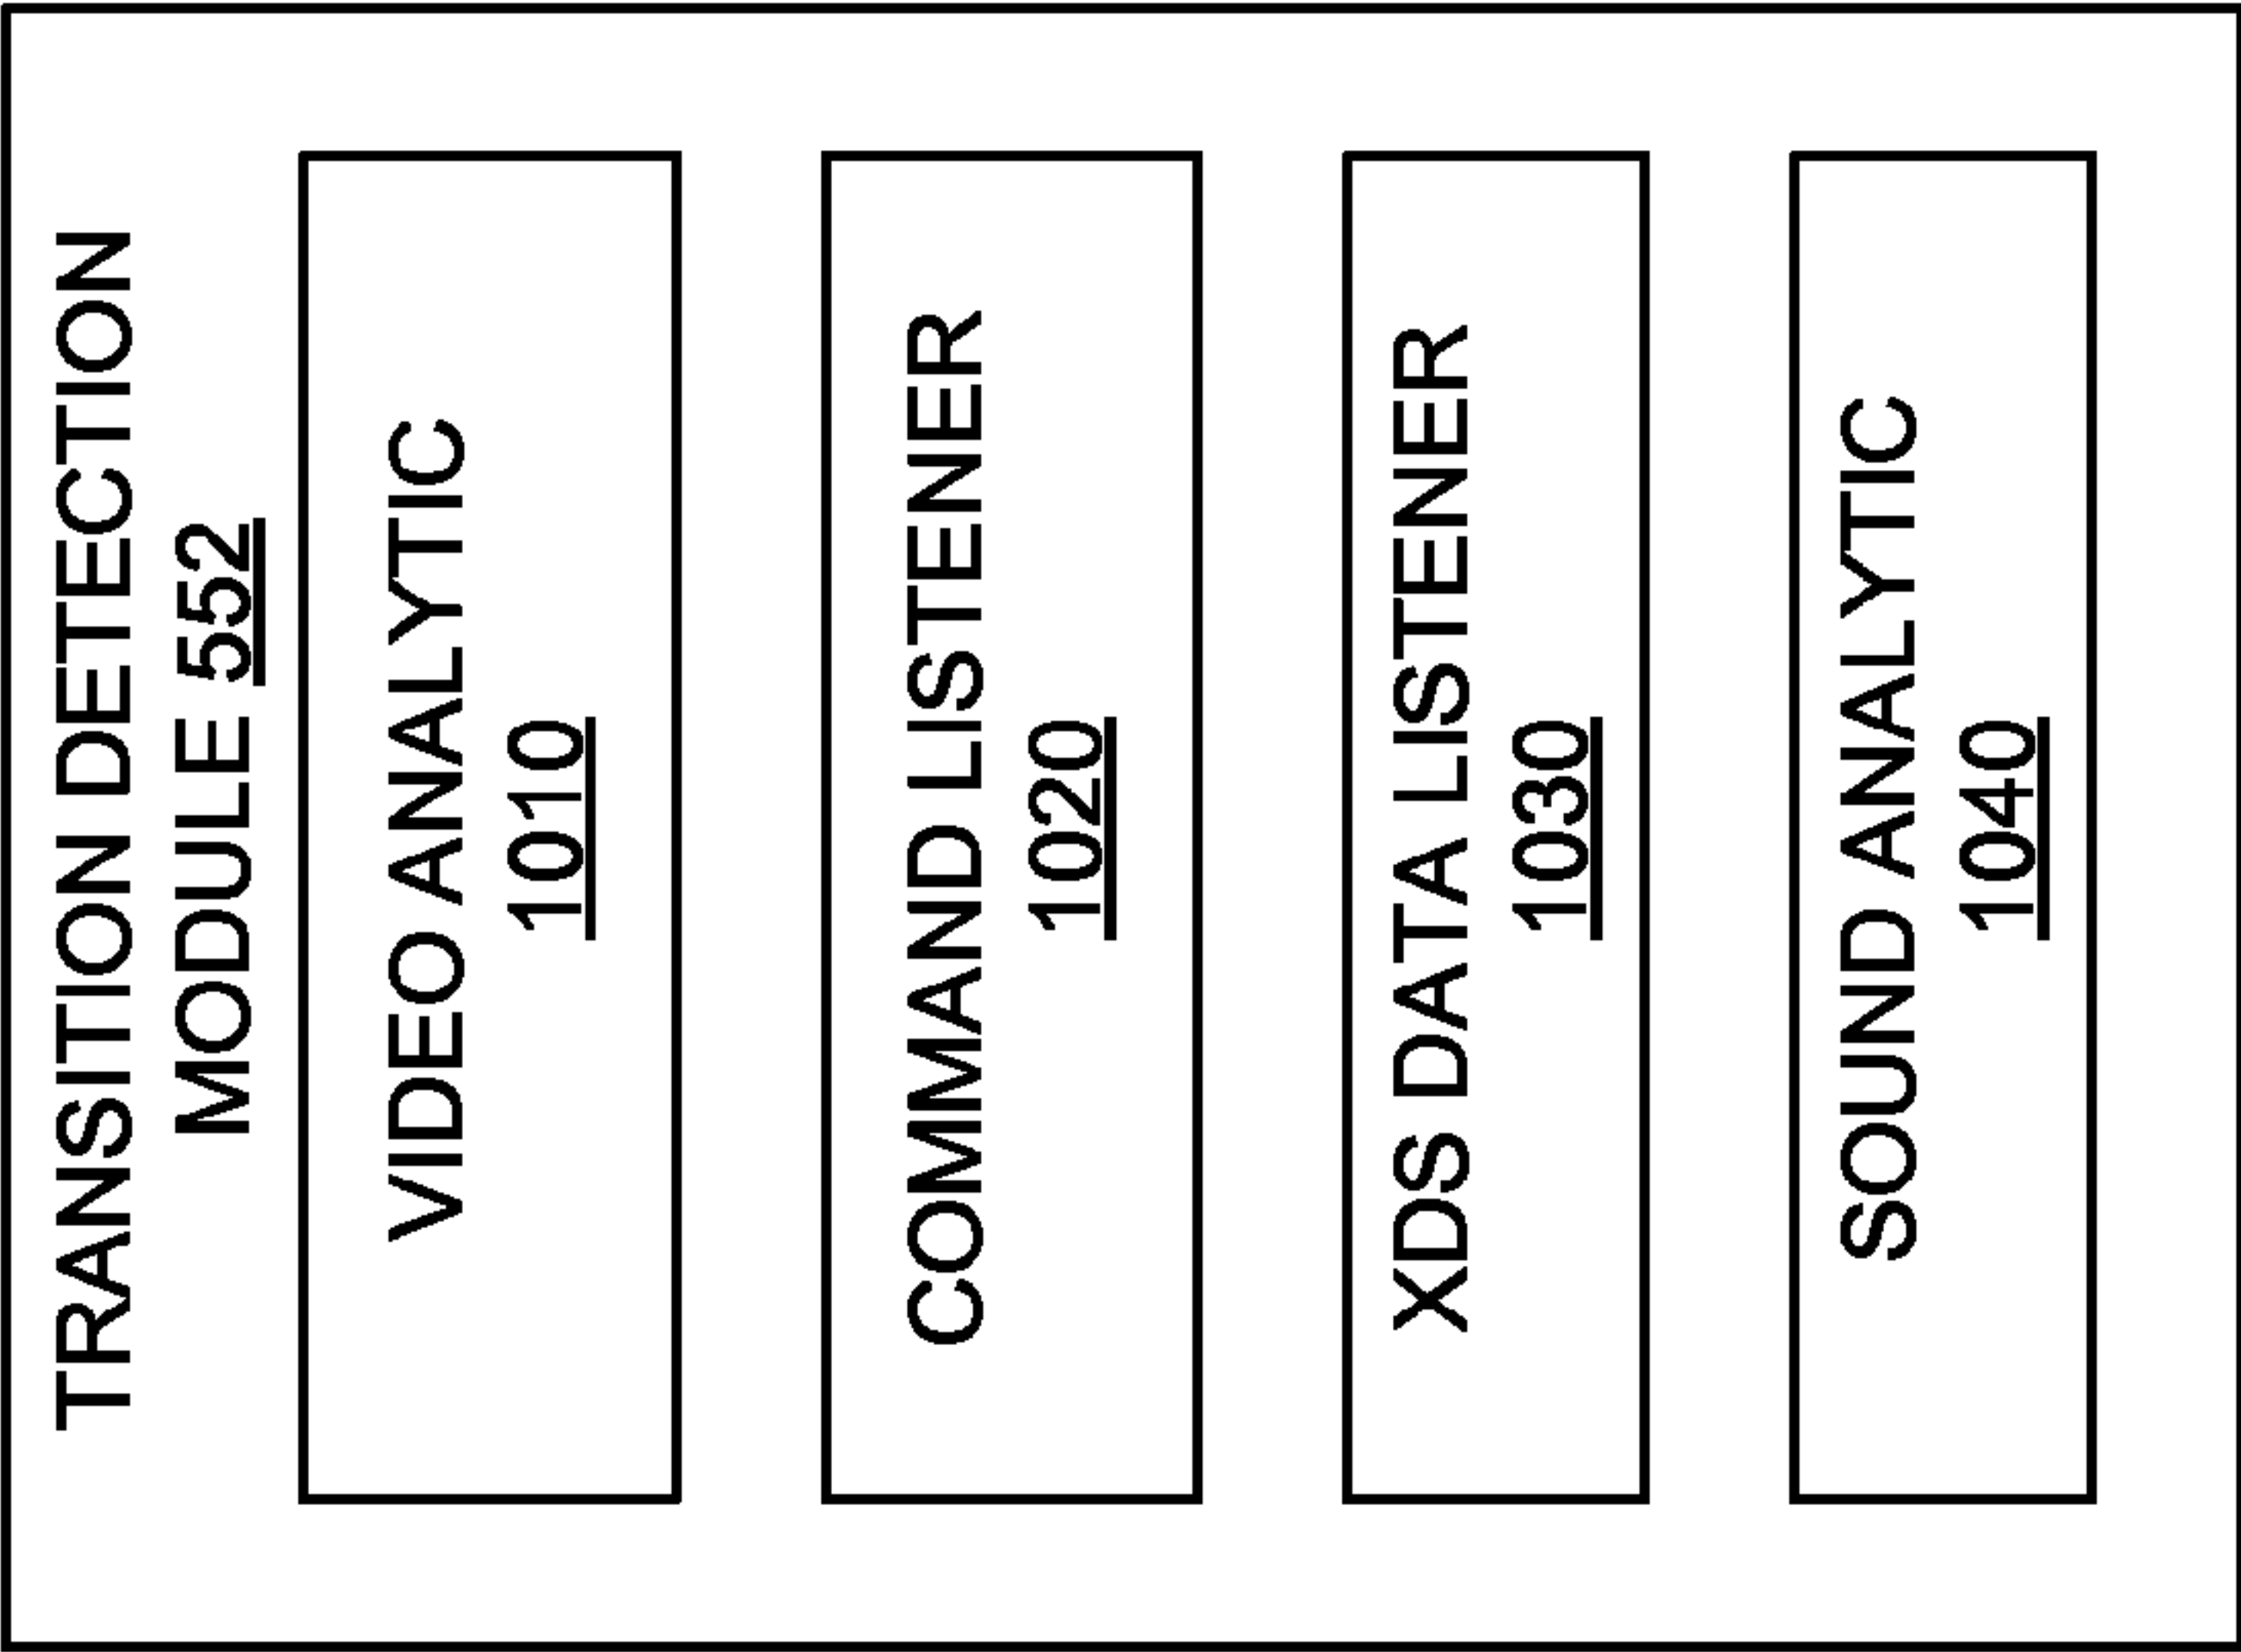 TRANSITION DETECTION
MODULE 552
VIDEO ANALYTIC
1010
COMMAND LISTENER
1020
XDS DATA LISTENER
1030
SOUND ANALYTIC
1040